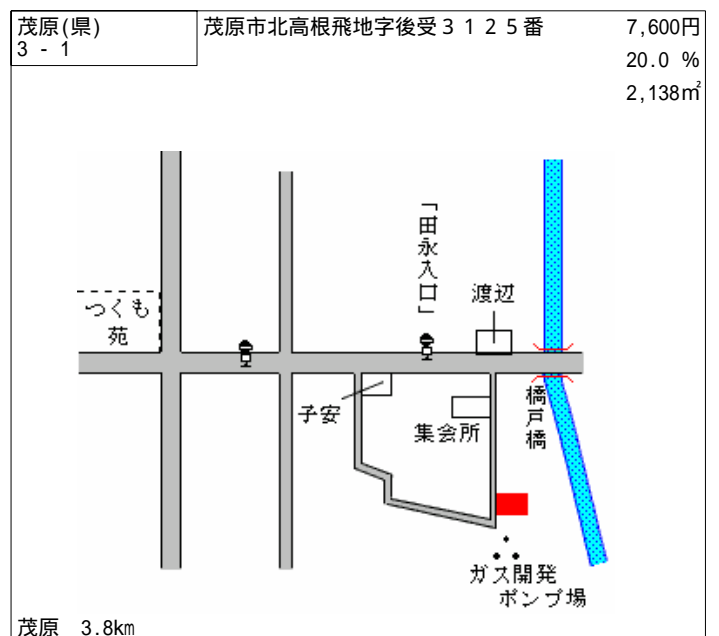 茂原(県)
3 - 1
茂原市北高根飛地字後受３１２５番
7,600円
20.0 %
2,138㎡
「田永入口」
渡辺
つくも
苑
子安
集会所
橋戸橋
ガス開発
ポンプ場
茂原 3.8km